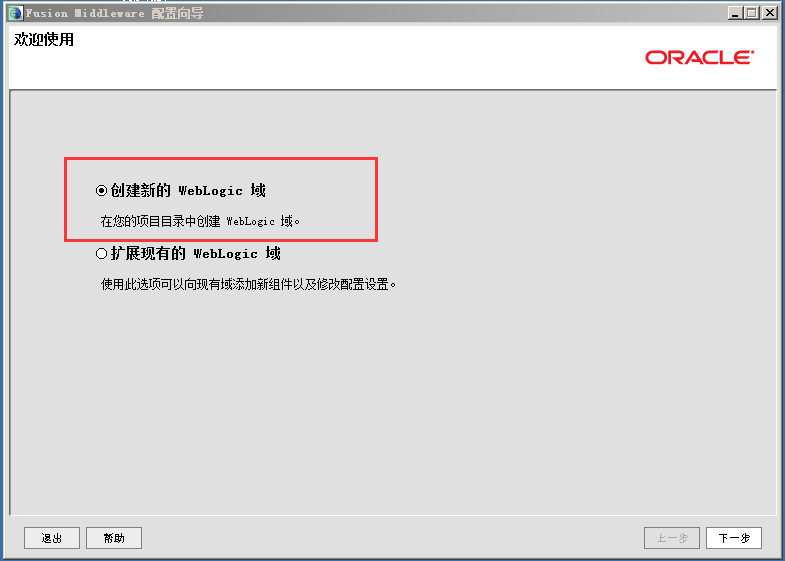 Fusion Middleware 配置向导
欢迎使用
ORACLE
创建新的 WebLogic 域
在您的项目目录中创建 WebLogic 域。
扩展现有的 WebLogic 域
使用此选项可以向现有域添加新组件以及修改配置设置。
退出 帮助 上一步 下一步